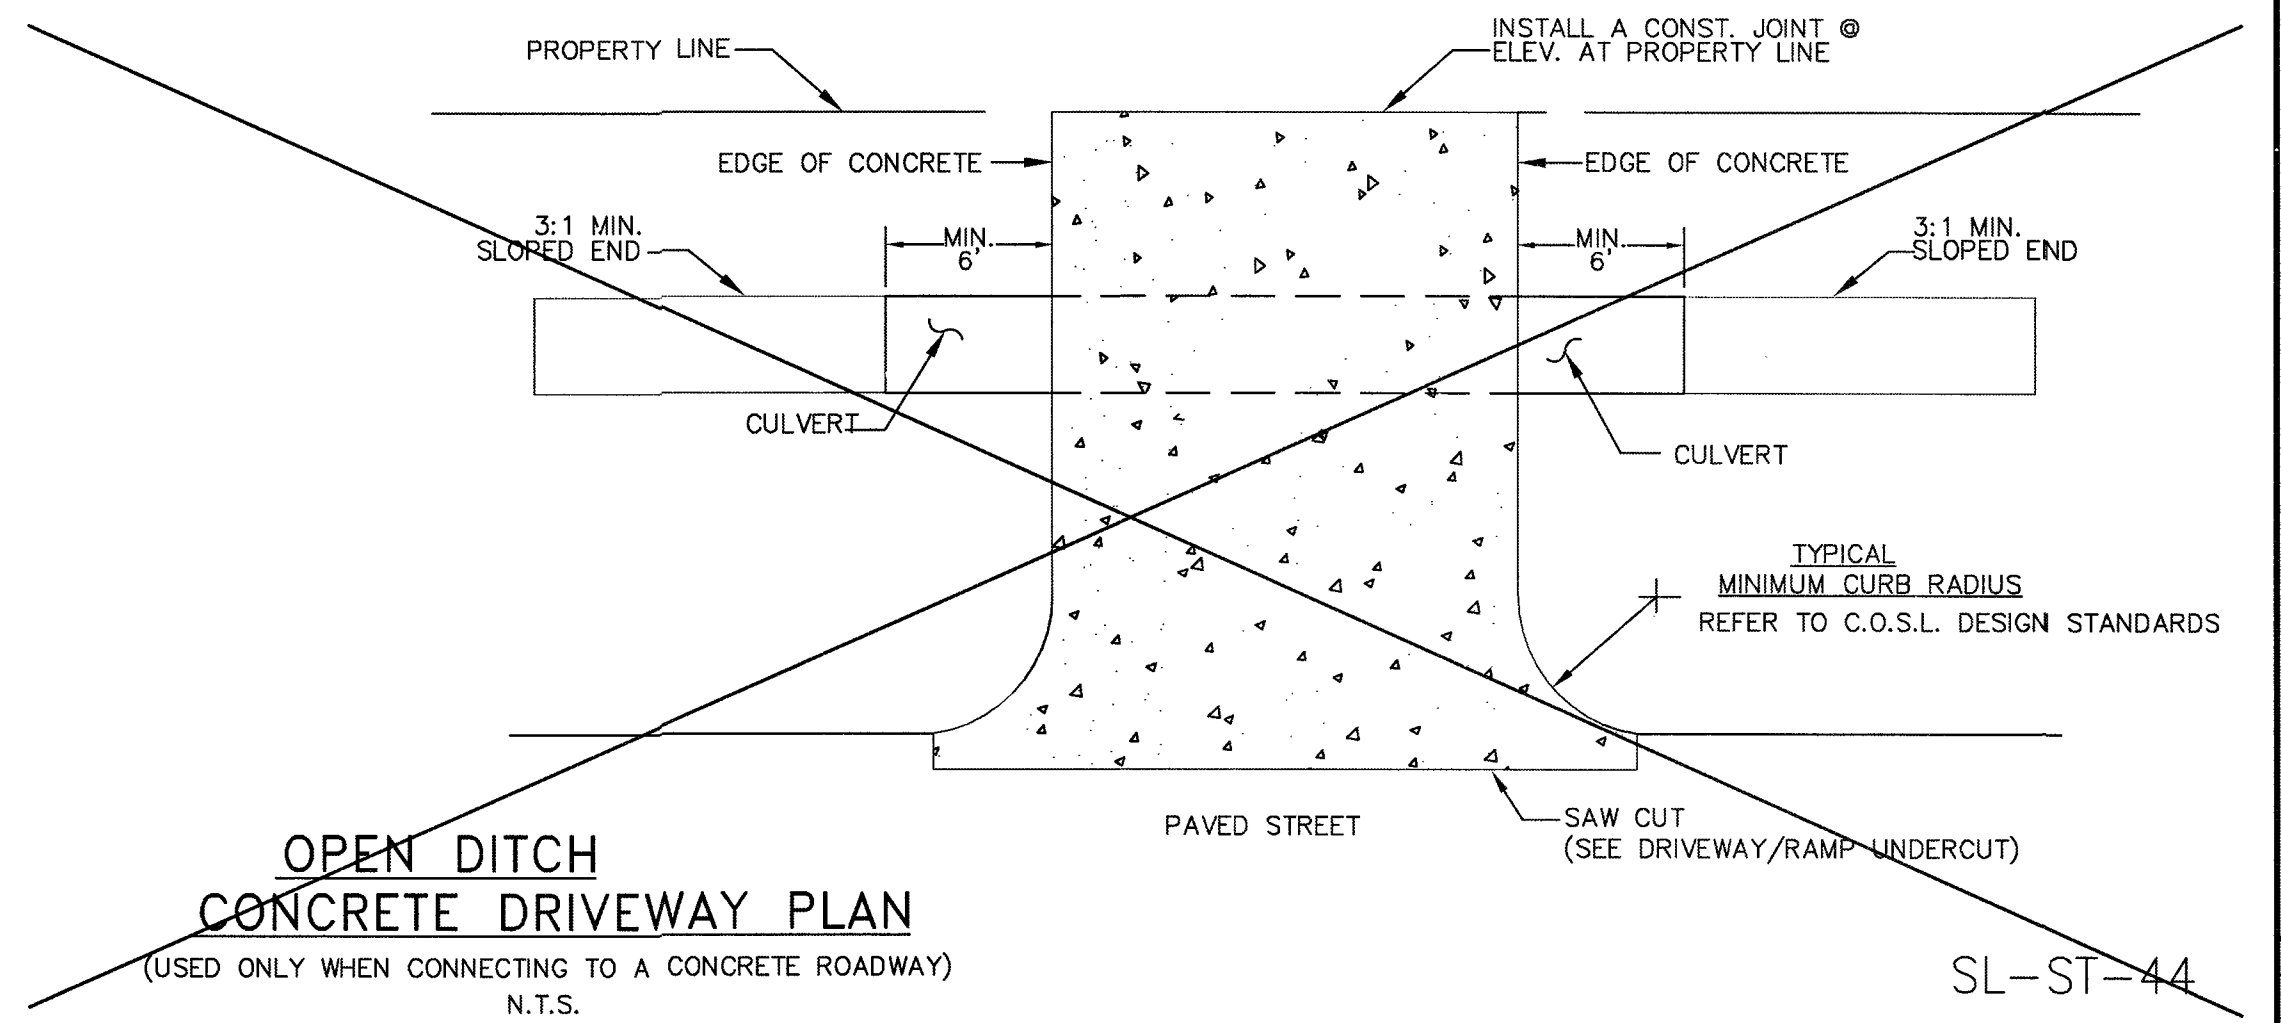 PROPERTY LINE
INSTALL A CONST. JOINT @
ELEV. AT PROPERTY LINE
EDGE OF CONCRETE
EDGE OF CONCRETE
3:1 MIN.
SLOPED END
MIN.
6'
MIN.
6'
3:1 MIN.
SLOPED END
CULVERT
CULVERT
TYPICAL
MINIMUM CURB RADIUS
REFER TO C.O.S.L. DESIGN STANDARDS
PAVED STREET
SAW CUT
(SEE DRIVEWAY/RAMP UNDERCUT)
OPEN DITCH
CONCRETE DRIVEWAY PLAN
(USED ONLY WHEN CONNECTING TO A CONCRETE ROADWAY)
N.T.S.
SL-ST-44